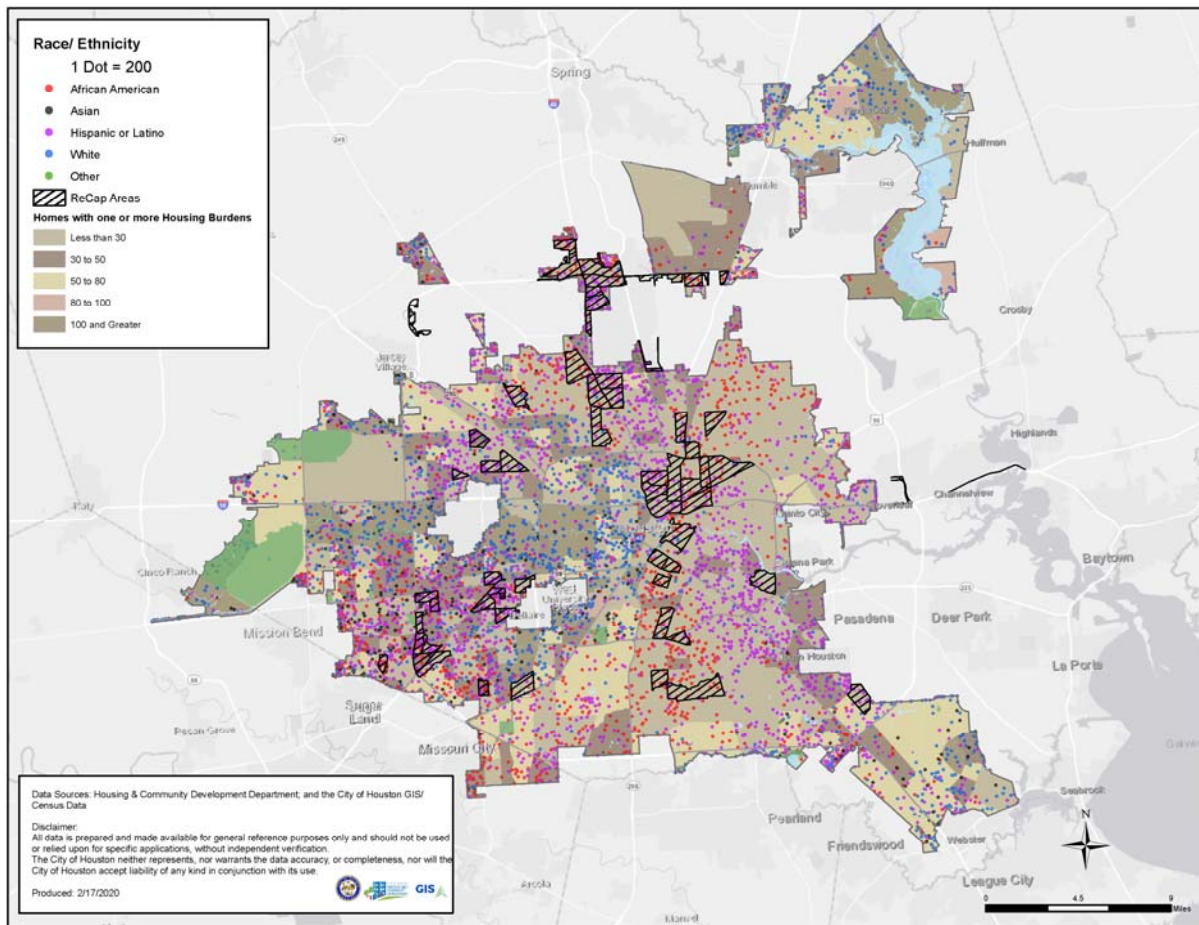 Race/ Ethnicity
1 Dot = 200
African American
Asian
Hispanic or Latino
White
Other
ReCap Areas
Homes with one or more Housing Burdens
Less than 30
30 to 50
50 to 80
80 to 100
100 and Greater
Spring
Huffman
Humble
Crosby
Jersey
Village
Highlands
Channelview
Katy
Cinco Ranch
Baytown
Mission Bend
West
University
Bellaire
Pasadena
Deer Park
La Porte
Sugar
Land
Pecan Grove
Missouri City
Seabrook
Pearland
Friendswood
Webster
League City
Arcola
Manvel
Data Sources: Housing & Community Development Department; and the City of Houston GIS/
Census Data
Disclaimer:
All data is prepared and made available for general reference purposes only and should not be used
or relied upon for specific applications, without independent verification.
The City of Houston neither represents, nor warrants the data accuracy, or completeness, nor will the
City of Houston accept liability of any kind in conjunction with its use.
Produced: 2/17/2020
GIS
N
0 4.5 9
Miles